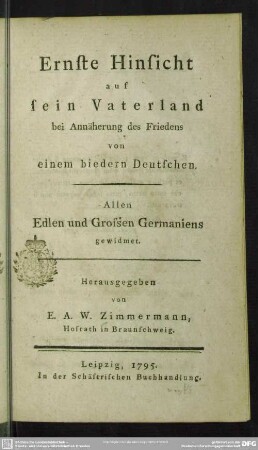 Ernſte Hinſicht
auf
ſein Vaterland
bei Annäherung des Friedens
von
einem biedern Deutſchen.
Allen
Edlen und Groſsen Germaniens
gewidmet.
Herausgegeben
von
E. A. W. Zimmermann,
Hofrath in Braunſchweig.
Leipzig, 1795.
In der Schäferiſchen Buchhandlung.
DFG